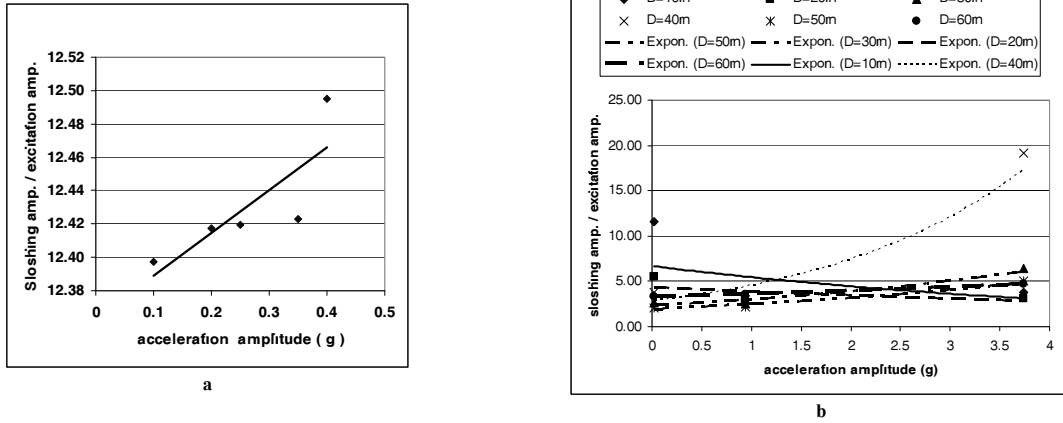 12.52
12.50
12.48
12.46
12.44
12.42
12.40
12.38
0 0.1 0.2 0.3 0.4 0.5
Sloshing amp. / excitation amp.
acceleration amplitude ( g )
a
D=40m D=50m D=60m
Expon. (D=50m) Expon. (D=30m) Expon. (D=20m)
Expon. (D=60m) Expon. (D=10m) Expon. (D=40m)
25.00
20.00
15.00
10.00
5.00
0.00
0 0.5 1 1.5 2 2.5 3 3.5 4
sloshing amp. / excitation amp.
acceleration amplitude (g)
b